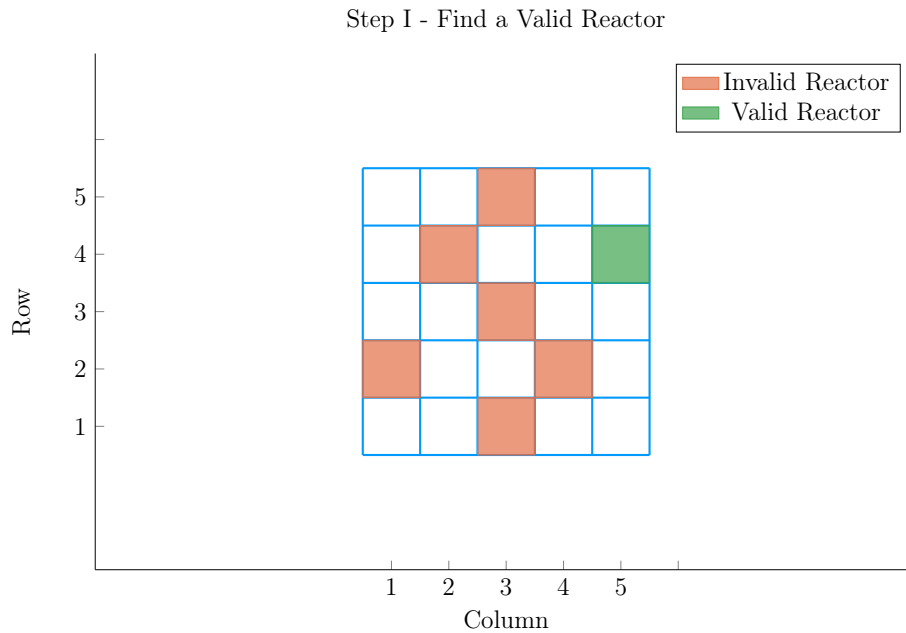 Step I - Find a Valid Reactor
Invalid Reactor
Valid Reactor
Row
5
4
3
2
1
1 2 3 4 5
Column